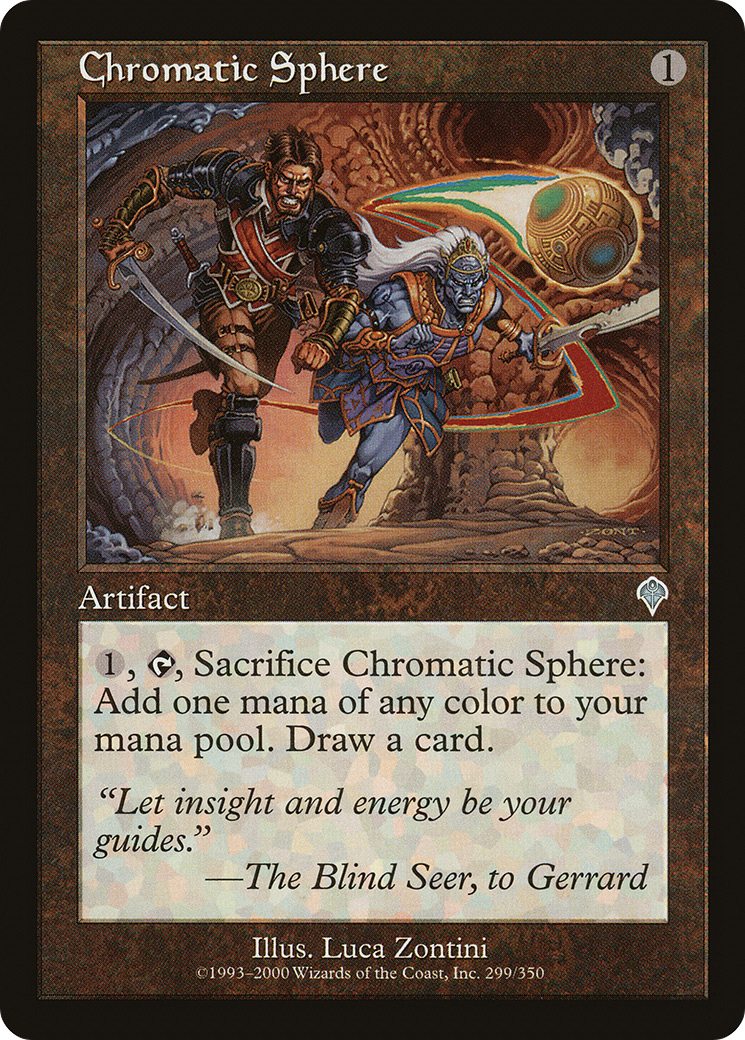 Chromatic Sphere 1
ZONT
Artifact
1, , Sacrifice Chromatic Sphere:
Add one mana of any color to your
mana pool. Draw a card.
“Let insight and energy be your
guides.”
—The Blind Seer, to Gerrard
Illus. Luca Zontini
©1993–2000 Wizards of the Coast, Inc. 299/350